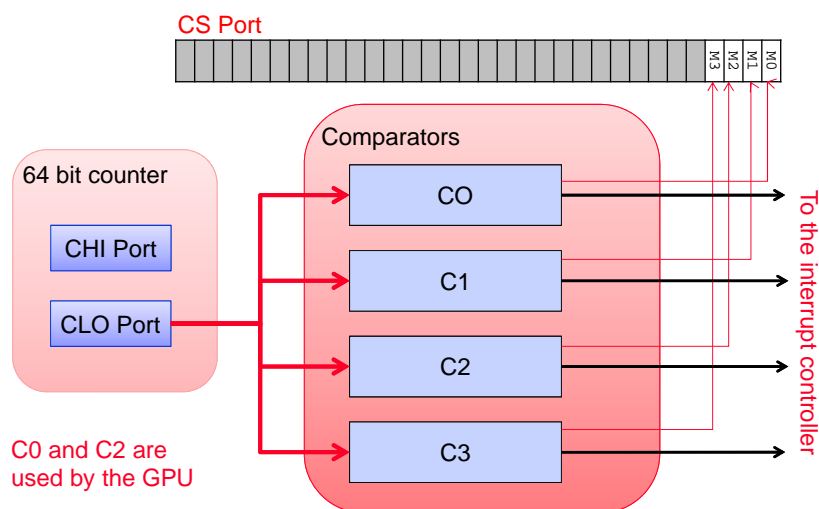 CS Port
M3 M2 M1 M0
Comparators
64 bit counter
CO
CHI Port
C1
CLO Port
C2
C3
C0 and C2 are
used by the GPU
To the interrupt controller